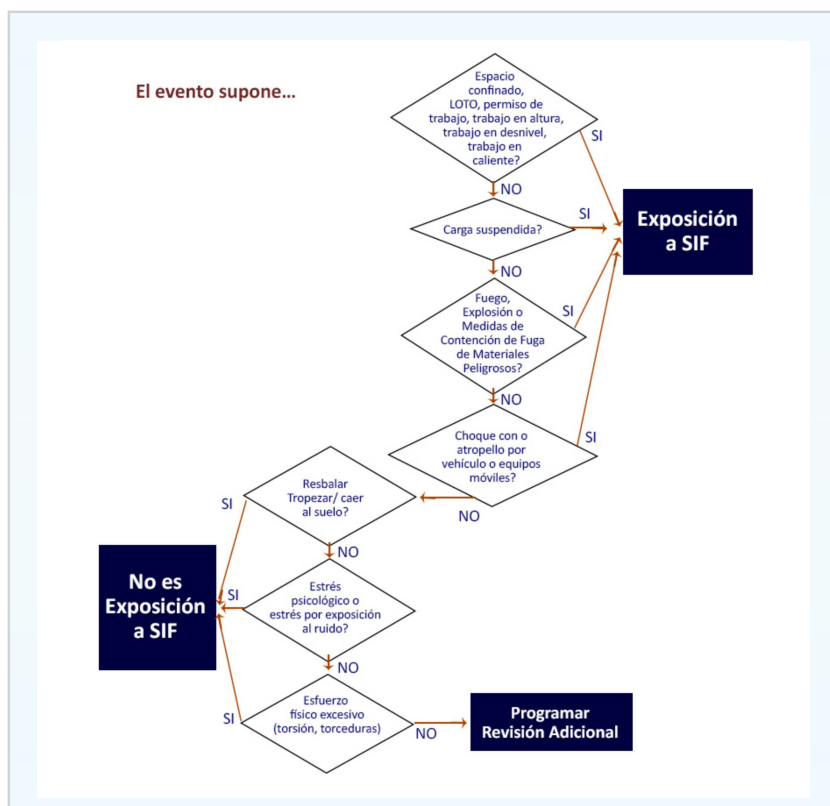 El evento supone...
Espacio
confinado,
LOTO, permiso de
trabajo, trabajo en altura,
trabajo en desnivel,
trabajo en
caliente?
SI
NO
Exposición
a SIF
Carga suspendida?
SI
NO
Fuego,
Explosión o
Medidas de
Contención de Fuga
de Materiales
Peligrosos?
SI
NO
Choque con o
atropello por
vehículo o equipos
móviles?
SI
NO
Resbalar
Tropezar/ caer
al suelo?
SI
NO
No es
Exposición
a SIF
Estrés
psicológico o
estrés por exposición
al ruido?
SI
NO
Esfuerzo
físico excesivo
(torsión, torceduras)
SI
NO
Programar
Revisión Adicional